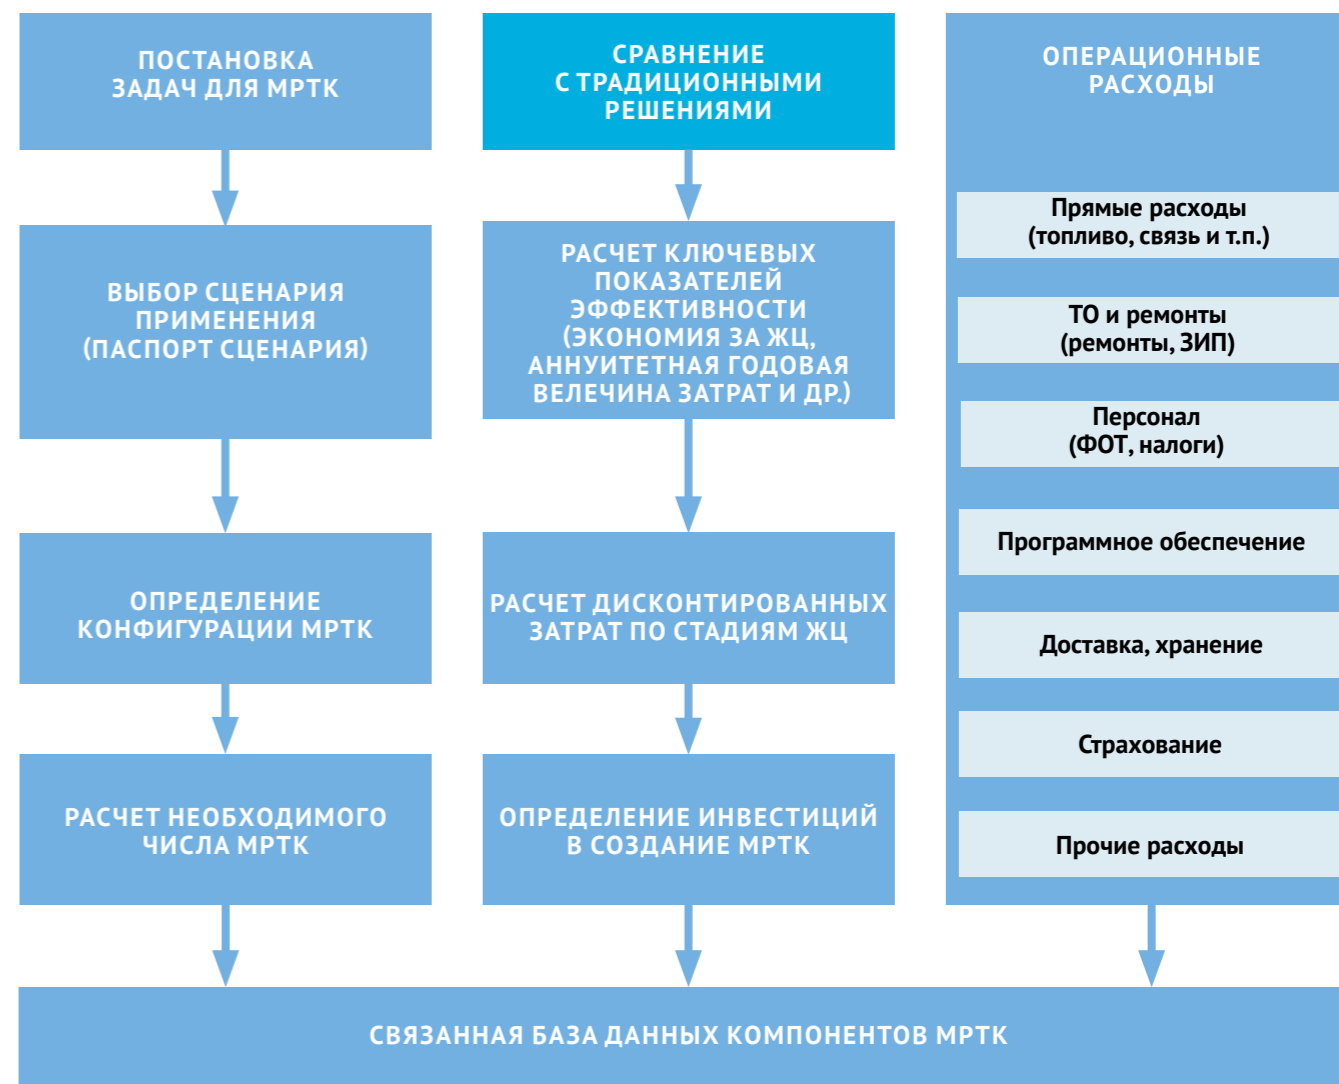 ПОСТАНОВКА
ЗАДАЧ ДЛЯ МРТК
ВЫБОР СЦЕНАРИЯ
ПРИМЕНЕНИЯ
(ПАСПОРТ СЦЕНАРИЯ)
ОПРЕДЕЛЕНИЕ
КОНФИГУРАЦИИ МРТК
РАСЧЕТ НЕОБХОДИМОГО
ЧИСЛА МРТК
СРАВНЕНИЕ
С ТРАДИЦИОННЫМИ
РЕШЕНИЯМИ
РАСЧЕТ КЛЮЧЕВЫХ
ПОКАЗАТЕЛЕЙ
ЭФФЕКТИВНОСТИ
(ЭКОНОМИЯ ЗА ЖЦ,
АННУИТЕТНАЯ ГОДОВАЯ
ВЕЛЕЧИНА ЗАТРАТ И ДР.)
РАСЧЕТ ДИСКОНТИРОВАННЫХ
ЗАТРАТ ПО СТАДИЯМ ЖЦ
ОПРЕДЕЛЕНИЕ ИНВЕСТИЦИЙ
В СОЗДАНИЕ МРТК
ОПЕРАЦИОННЫЕ
РАСХОДЫ
Прямые расходы
(топливо, связь и т.п.)
ТО и ремонты
(ремонты, ЗИП)
Персонал
(ФОТ, налоги)
Программное обеспечение
Доставка, хранение
Страхование
Прочие расходы
СВЯЗАННАЯ БАЗА ДАННЫХ КОМПОНЕНТОВ МРТК